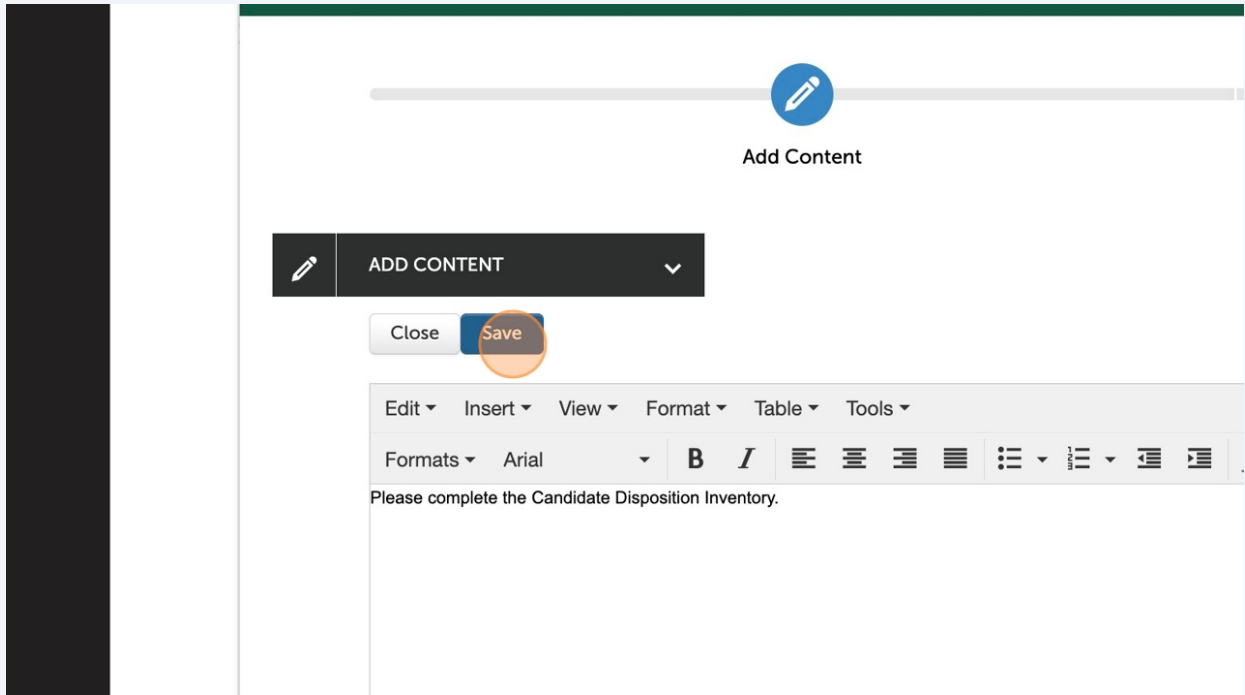 Add Content
ADD CONTENT
Close Save
Edit Insert View Format Table Tools
Formats Arial B I
Please complete the Candidate Disposition Inventory.